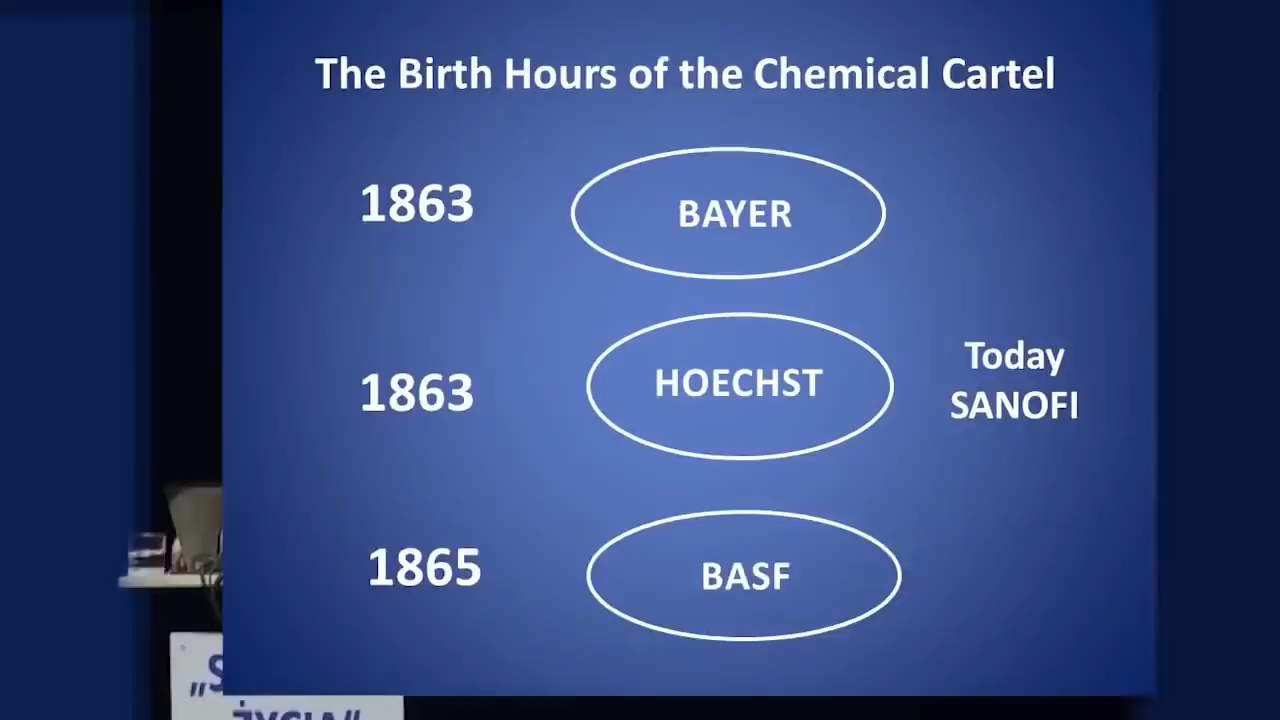 The Birth Hours of the Chemical Cartel
1863
BAYER
1863
HOECHST
Today
SANOFI
1865
BASF